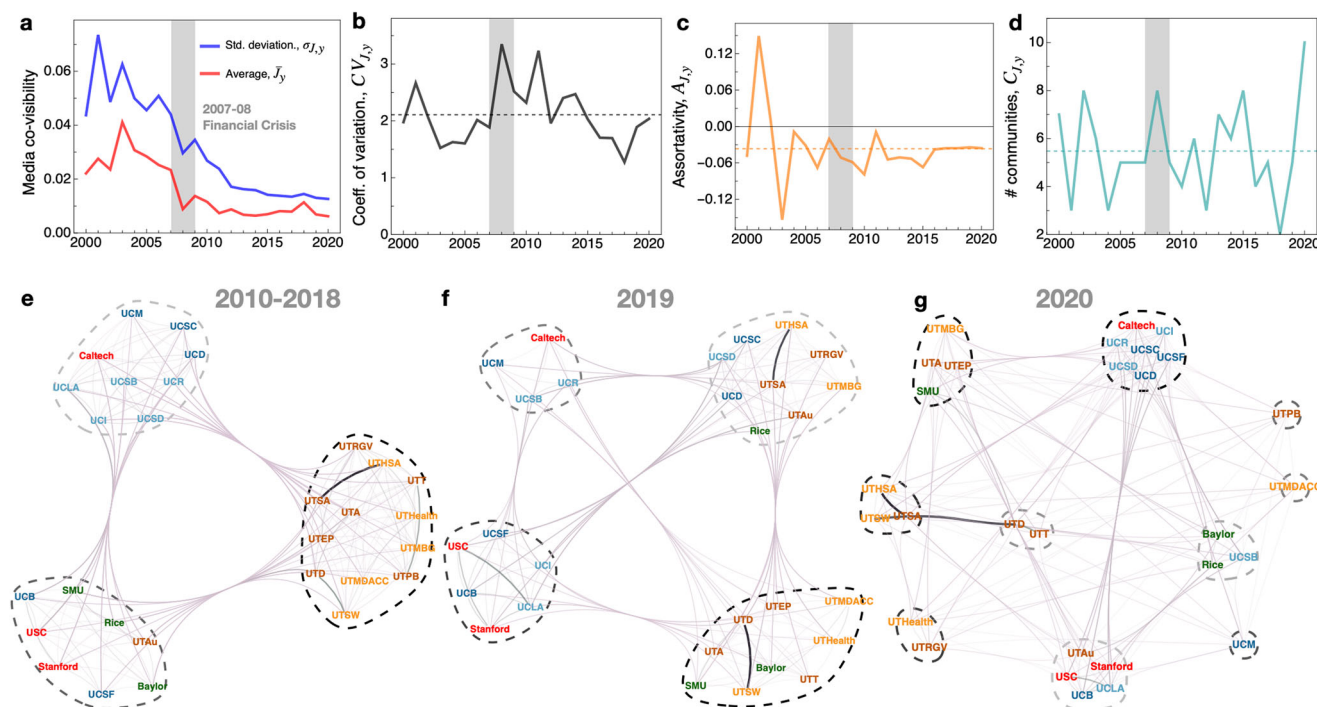 a
Std. deviation., σJ,y
Average, J̄y
2007-08
Financial Crisis
Media co-visibility
0.06
0.04
0.02
0.00
2000 2005 2010 2015 2020
b
Coeff. of variation., CVJ,y
4
3
2
1
0
2000 2005 2010 2015 2020
c
Assortativity, AJ,y
0.12
0.06
0.00
−0.06
−0.12
2000 2005 2010 2015 2020
d
# communities, CJ,y
10
8
6
4
2
2000 2005 2010 2015 2020
e 2010-2018
UCM
UCSC
Caltech
UCD
UCLA
UCSB
UCR
UCI
UCSD
UTRGV
UTHSA
UTT
UTSA
UTA
UTHealth
UTEP
UTMBG
UTD
UTMDACC
UTPB
UTSW
SMU
UCB
Rice
USC
UTAu
Stanford
UCSF
Baylor
f 2019
Caltech
UCM
UCR
UCSB
UTHSA
UCSC
UCSD
UTRGV
UTSA
UTMBG
UCD
UTAu
Rice
UCSF
USC
UCI
UCB
UCLA
Stanford
UTMDACC
UTEP
UTD
UTHealth
UTA
Baylor
SMU
UTT
UTSW
g 2020
UTMBG
UTA
UTEP
SMU
Caltech
UCI
UCR
UCSC
UCSF
UCSD
UCD
UTPB
UTMDACC
UTHSA
UTSW
UTSA
UTD
UTT
Baylor
UCSB
Rice
UTHealth
UTRGV
UCM
UTAu
Stanford
USC
UCLA
UCB